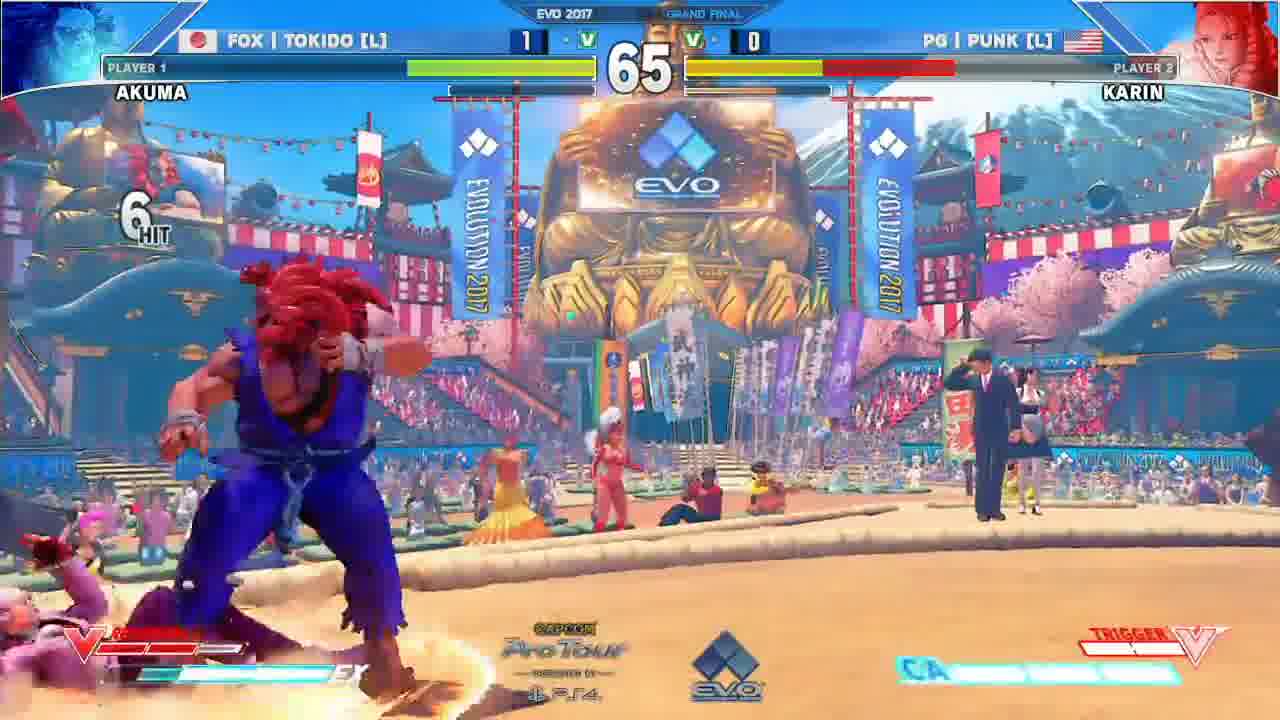 EVO 2017 GRAND FINAL
FOX | TOKIDO [L] 1 V 65 V 0 PG | PUNK [L]
PLAYER 1 PLAYER 2
AKUMA KARIN
EVO
EVOLUTION 2017 EVOLUTION 2017
6 HIT
TRIGGER
EX CA
CAPCOM
Pro Tour
PS4
EVO